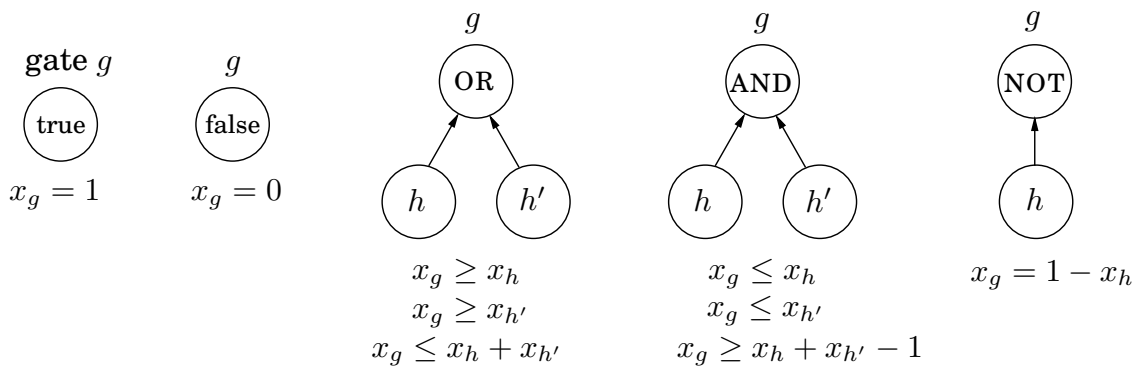 gate g
true
x_g = 1
g
false
x_g = 0
g
OR
h
h′
x_g ≥ x_h
x_g ≥ x_{h′}
x_g ≤ x_h + x_{h′}
g
AND
h
h′
x_g ≤ x_h
x_g ≤ x_{h′}
x_g ≥ x_h + x_{h′} − 1
g
NOT
h
x_g = 1 − x_h